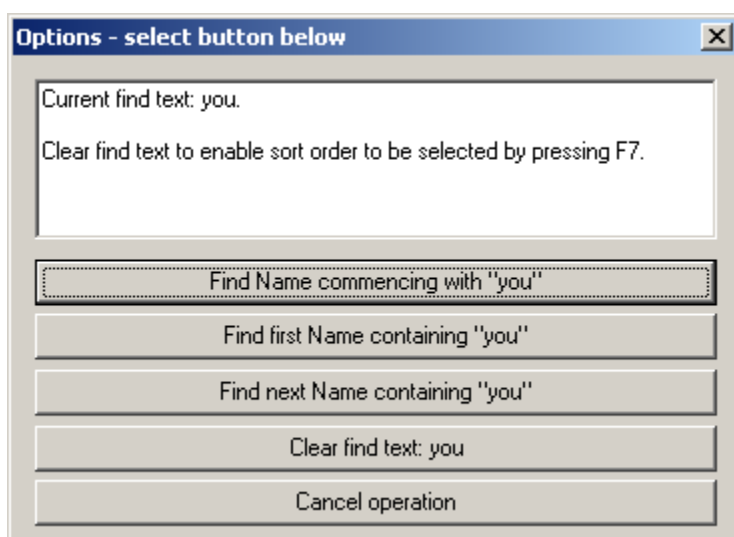 Options - select button below
Current find text: you.
Clear find text to enable sort order to be selected by pressing F7.
Find Name commencing with "you"
Find first Name containing "you"
Find next Name containing "you"
Clear find text: you
Cancel operation